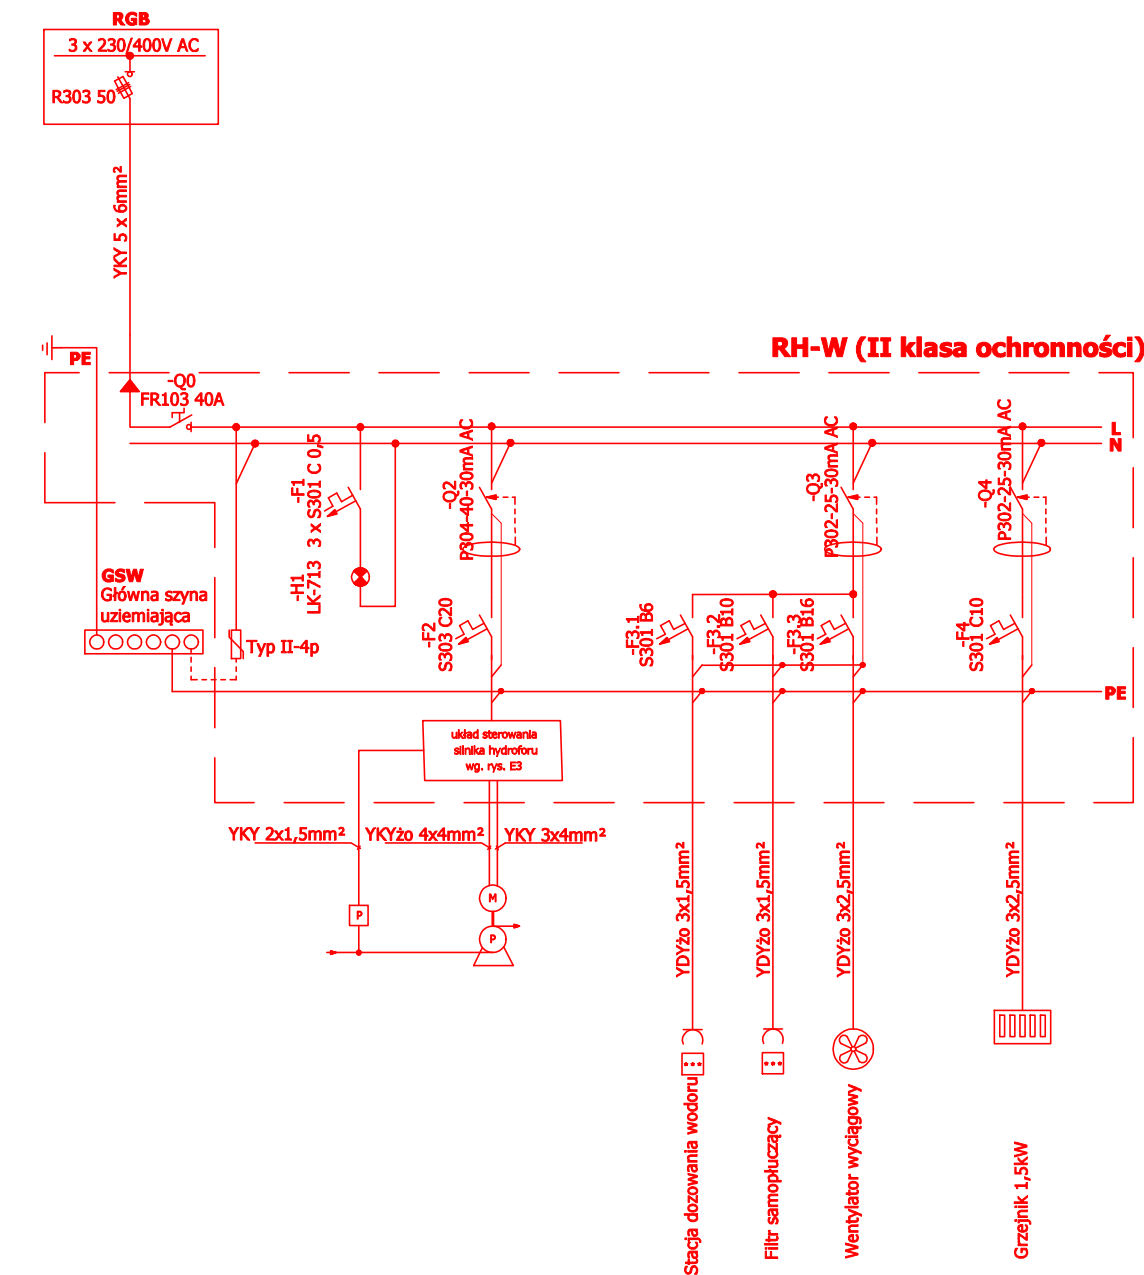 RGB
3 x 230/400V AC
R303 50
YKY 5 x 6mm²
RH-W (II klasa ochronności)
PE
-Q0
FR103 40A
L
N
-F1
3 x S301 C 0,5
-H1
LK-713
-Q2
P304-40-30mA AC
-Q3
P302-25-30mA AC
-Q4
P302-25-30mA AC
GSW
Główna szyna
uziemiająca
Typ II-4p
-F2
S303 C20
-F3.1
S301 B6
-F3.2
S301 B10
-F3.3
S301 B16
-F4
S301 C10
PE
układ sterowania
silnika hydroforu
wg. rys. E3
YKY 2x1,5mm²
YKYżo 4x4mm²
YKY 3x4mm²
YDYżo 3x1,5mm²
YDYżo 3x1,5mm²
YDYżo 3x2,5mm²
YDYżo 3x2,5mm²
M
P
P
Stacja dozowania wodoru
Filtr samopłuczący
Wentylator wyciągowy
Grzejnik 1,5kW